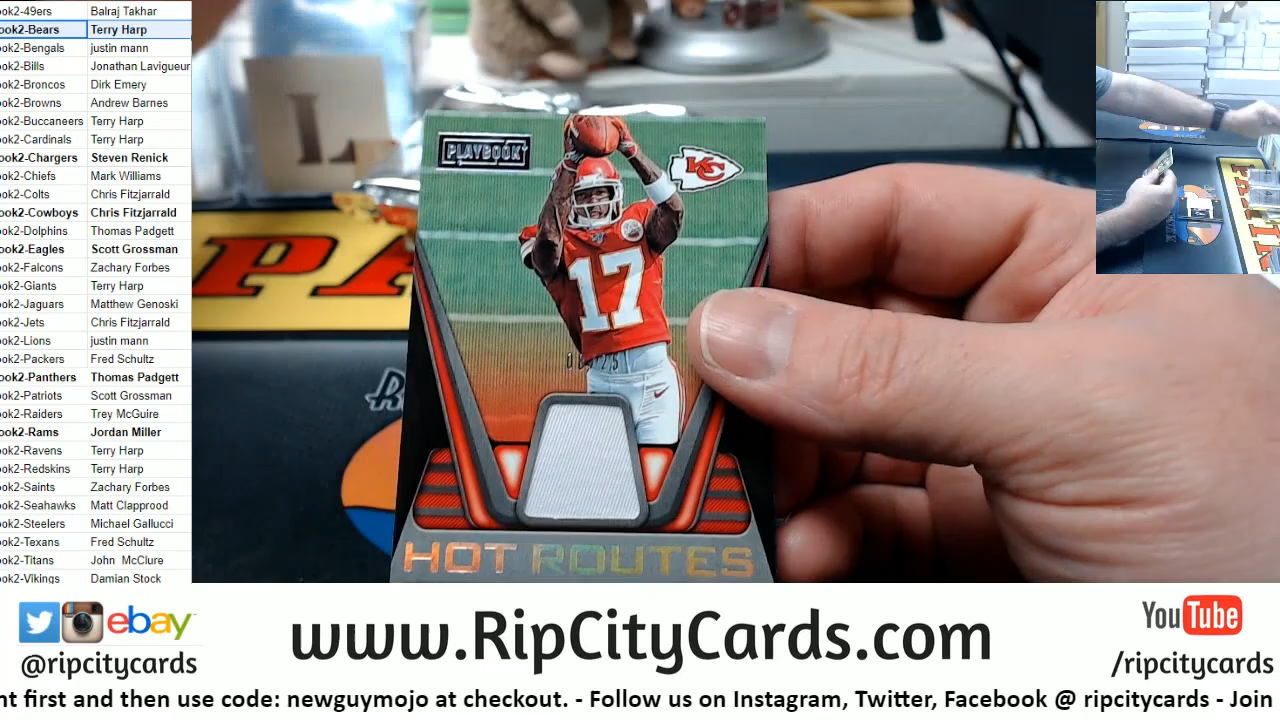 ook2-49ers Balraj Takhar
ook2-Bears Terry Harp
ook2-Bengals justin mann
ook2-Bills Jonathan Lavigueur
ook2-Broncos Dirk Emery
ook2-Browns Andrew Barnes
ook2-Buccaneers Terry Harp
ook2-Cardinals Terry Harp
ook2-Chargers Steven Renick
ook2-Chiefs Mark Williams
ook2-Colts Chris Fitzjarrald
ook2-Cowboys Chris Fitzjarrald
ook2-Dolphins Thomas Padgett
ook2-Eagles Scott Grossman
ook2-Falcons Zachary Forbes
ook2-Giants Terry Harp
ook2-Jaguars Matthew Genoski
ook2-Jets Chris Fitzjarrald
ook2-Lions justin mann
ook2-Packers Fred Schultz
ook2-Panthers Thomas Padgett
ook2-Patriots Scott Grossman
ook2-Raiders Trey McGuire
ook2-Rams Jordan Miller
ook2-Ravens Terry Harp
ook2-Redskins Terry Harp
ook2-Saints Zachary Forbes
ook2-Seahawks Matt Clapprood
ook2-Steelers Michael Gallucci
ook2-Texans Fred Schultz
ook2-Titans John McClure
ook2-Vikings Damian Stock
L
PLAYBOOK
KC
17
HOT ROUTES
ebay
@ripcitycards
www.RipCityCards.com
YouTube
/ripcitycards
nt first and then use code: newguymojo at checkout. - Follow us on Instagram, Twitter, Facebook @ ripcitycards - Join